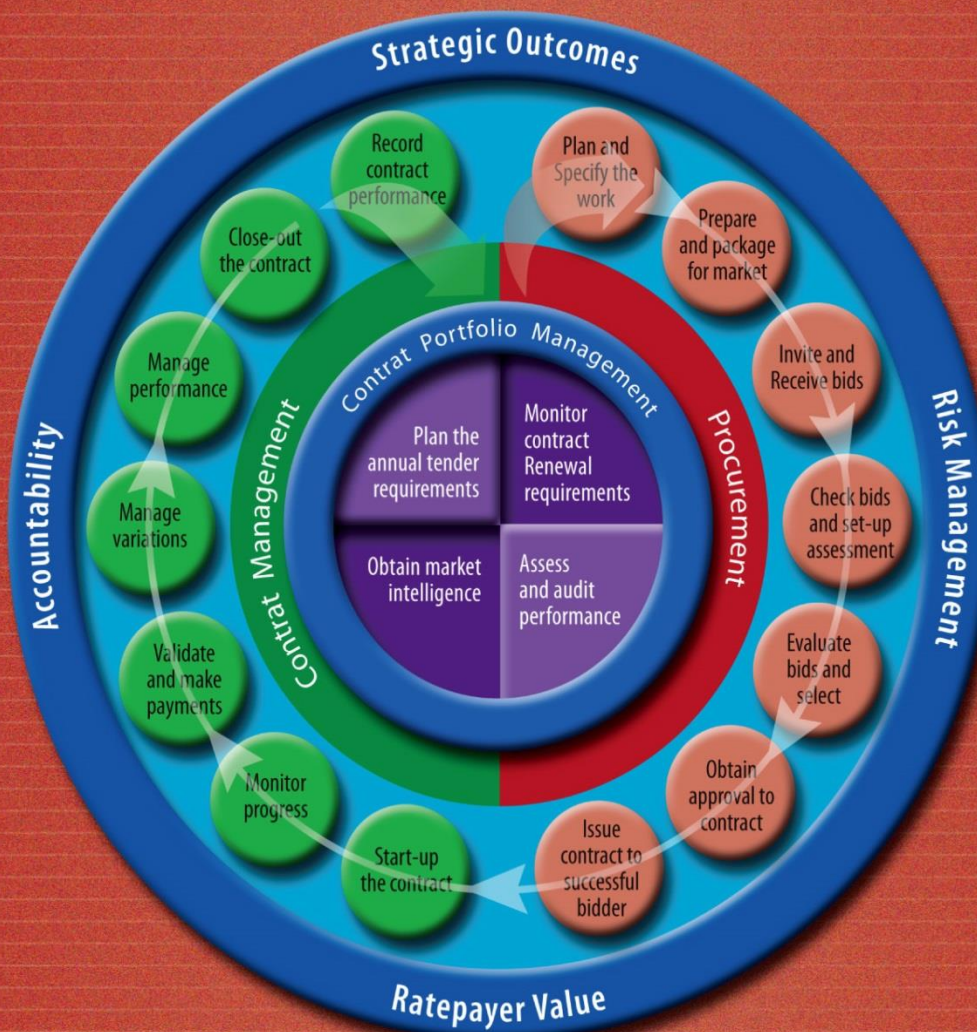 Strategic Outcomes
Risk Management
Ratepayer Value
Accountability
Plan and
Specify the
work
Prepare
and package
for market
Invite and
Receive bids
Check bids
and set-up
assessment
Evaluate
bids and
select
Obtain
approval to
contract
Issue
contract to
successful
bidder
Start-up
the contract
Monitor
progress
Validate
and make
payments
Manage
variations
Manage
performance
Close-out
the contract
Record
contract
performance
Procurement
Contrat Management
Contrat Portfolio Management
Plan the
annual tender
requirements
Monitor
contract
Renewal
requirements
Obtain market
intelligence
Assess
and audit
performance